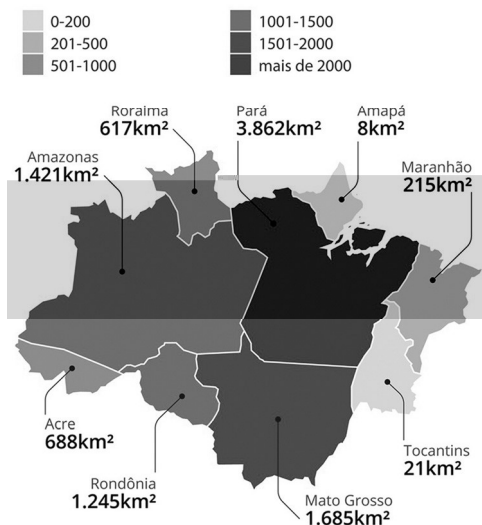 0-200
201-500
501-1000
1001-1500
1501-2000
mais de 2000
Roraima
617km²
Pará
3.862km²
Amapá
8km²
Amazonas
1.421km²
Maranhão
215km²
Acre
688km²
Rondônia
1.245km²
Mato Grosso
1.685km²
Tocantins
21km²